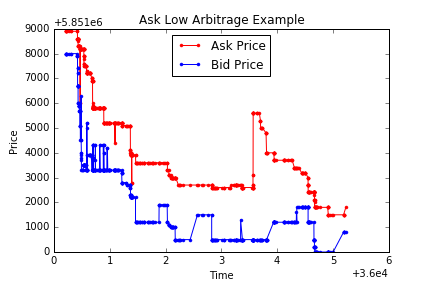 Ask Low Arbitrage Example
+5.851e6
Ask Price
Bid Price
Price
9000
8000
7000
6000
5000
4000
3000
2000
1000
0
0 1 2 3 4 5 6
Time
+3.6e4